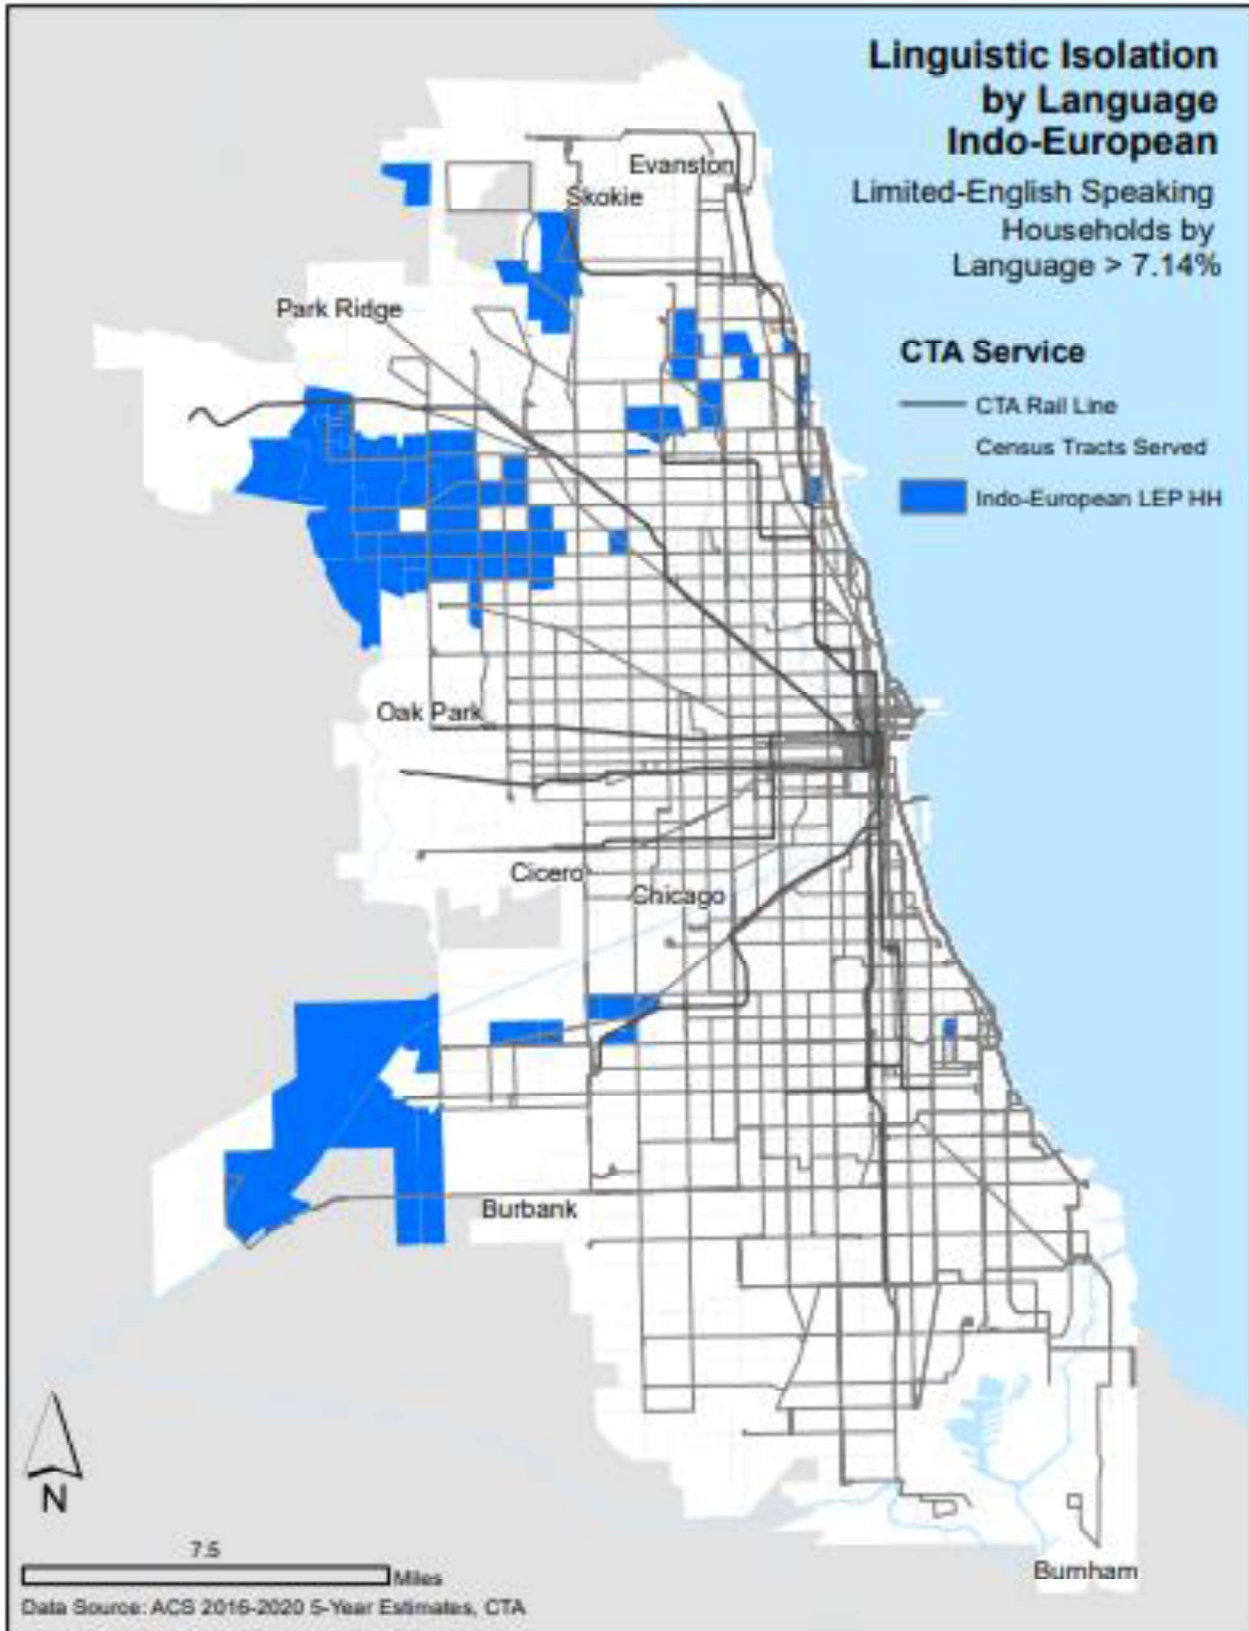 Linguistic Isolation
by Language
Indo-European
Limited-English Speaking
Households by
Language > 7.14%
CTA Service
CTA Rail Line
Census Tracts Served
Indo-European LEP HH
Evanston
Skokie
Park Ridge
Oak Park
Cicero
Chicago
Burbank
Burnham
N
7.5
Miles
Data Source: ACS 2016-2020 5-Year Estimates, CTA